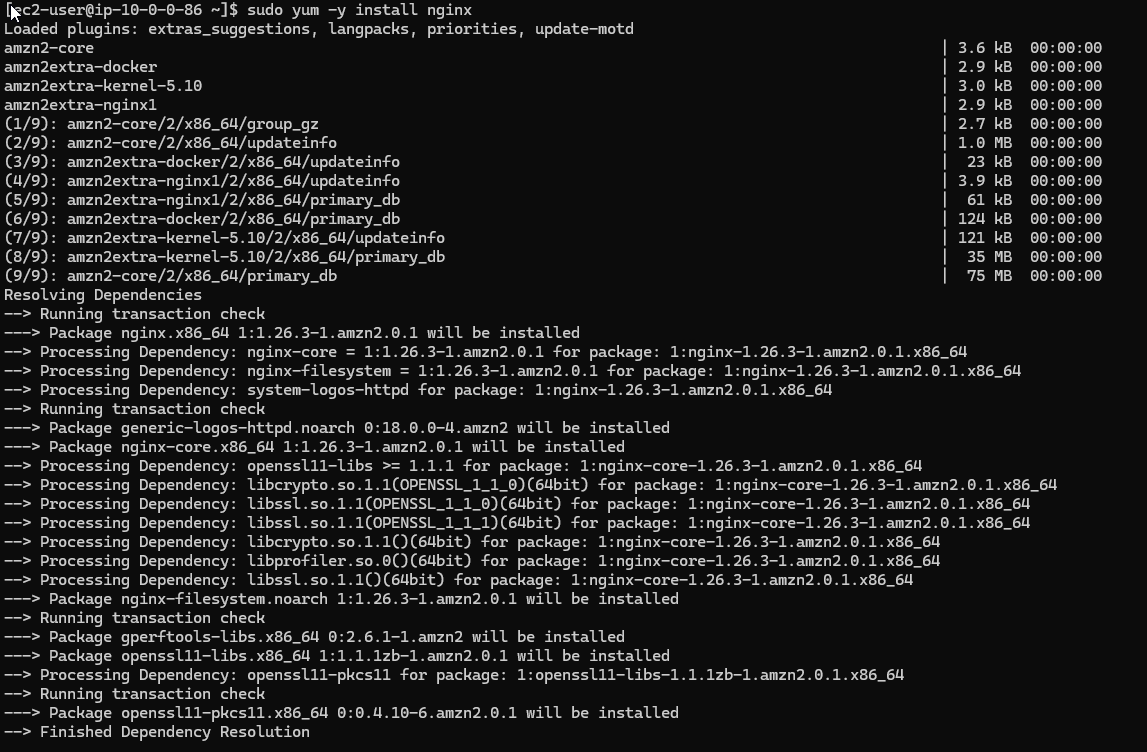 [ec2-user@ip-10-0-0-86 ~]$ sudo yum -y install nginx
Loaded plugins: extras_suggestions, langpacks, priorities, update-motd
amzn2-core | 3.6 kB 00:00:00
amzn2extra-docker | 2.9 kB 00:00:00
amzn2extra-kernel-5.10 | 3.0 kB 00:00:00
amzn2extra-nginx1 | 2.9 kB 00:00:00
(1/9): amzn2-core/2/x86_64/group_gz | 2.7 kB 00:00:00
(2/9): amzn2-core/2/x86_64/updateinfo | 1.0 MB 00:00:00
(3/9): amzn2extra-docker/2/x86_64/updateinfo | 23 kB 00:00:00
(4/9): amzn2extra-nginx1/2/x86_64/updateinfo | 3.9 kB 00:00:00
(5/9): amzn2extra-nginx1/2/x86_64/primary_db | 61 kB 00:00:00
(6/9): amzn2extra-docker/2/x86_64/primary_db | 124 kB 00:00:00
(7/9): amzn2extra-kernel-5.10/2/x86_64/updateinfo | 121 kB 00:00:00
(8/9): amzn2extra-kernel-5.10/2/x86_64/primary_db | 35 MB 00:00:00
(9/9): amzn2-core/2/x86_64/primary_db | 75 MB 00:00:00
Resolving Dependencies
--> Running transaction check
---> Package nginx.x86_64 1:1.26.3-1.amzn2.0.1 will be installed
--> Processing Dependency: nginx-core = 1:1.26.3-1.amzn2.0.1 for package: 1:nginx-1.26.3-1.amzn2.0.1.x86_64
--> Processing Dependency: nginx-filesystem = 1:1.26.3-1.amzn2.0.1 for package: 1:nginx-1.26.3-1.amzn2.0.1.x86_64
--> Processing Dependency: system-logos-httpd for package: 1:nginx-1.26.3-1.amzn2.0.1.x86_64
--> Running transaction check
---> Package generic-logos-httpd.noarch 0:18.0.0-4.amzn2 will be installed
---> Package nginx-core.x86_64 1:1.26.3-1.amzn2.0.1 will be installed
--> Processing Dependency: openssl11-libs >= 1.1.1 for package: 1:nginx-core-1.26.3-1.amzn2.0.1.x86_64
--> Processing Dependency: libcrypto.so.1.1(OPENSSL_1_1_0)(64bit) for package: 1:nginx-core-1.26.3-1.amzn2.0.1.x86_64
--> Processing Dependency: libssl.so.1.1(OPENSSL_1_1_0)(64bit) for package: 1:nginx-core-1.26.3-1.amzn2.0.1.x86_64
--> Processing Dependency: libssl.so.1.1(OPENSSL_1_1_1)(64bit) for package: 1:nginx-core-1.26.3-1.amzn2.0.1.x86_64
--> Processing Dependency: libcrypto.so.1.1()(64bit) for package: 1:nginx-core-1.26.3-1.amzn2.0.1.x86_64
--> Processing Dependency: libprofiler.so.0()(64bit) for package: 1:nginx-core-1.26.3-1.amzn2.0.1.x86_64
--> Processing Dependency: libssl.so.1.1()(64bit) for package: 1:nginx-core-1.26.3-1.amzn2.0.1.x86_64
---> Package nginx-filesystem.noarch 1:1.26.3-1.amzn2.0.1 will be installed
--> Running transaction check
---> Package gperftools-libs.x86_64 0:2.6.1-1.amzn2 will be installed
---> Package openssl11-libs.x86_64 1:1.1.1zb-1.amzn2.0.1 will be installed
--> Processing Dependency: openssl11-pkcs11 for package: 1:openssl11-libs-1.1.1zb-1.amzn2.0.1.x86_64
--> Running transaction check
---> Package openssl11-pkcs11.x86_64 0:0.4.10-6.amzn2.0.1 will be installed
--> Finished Dependency Resolution